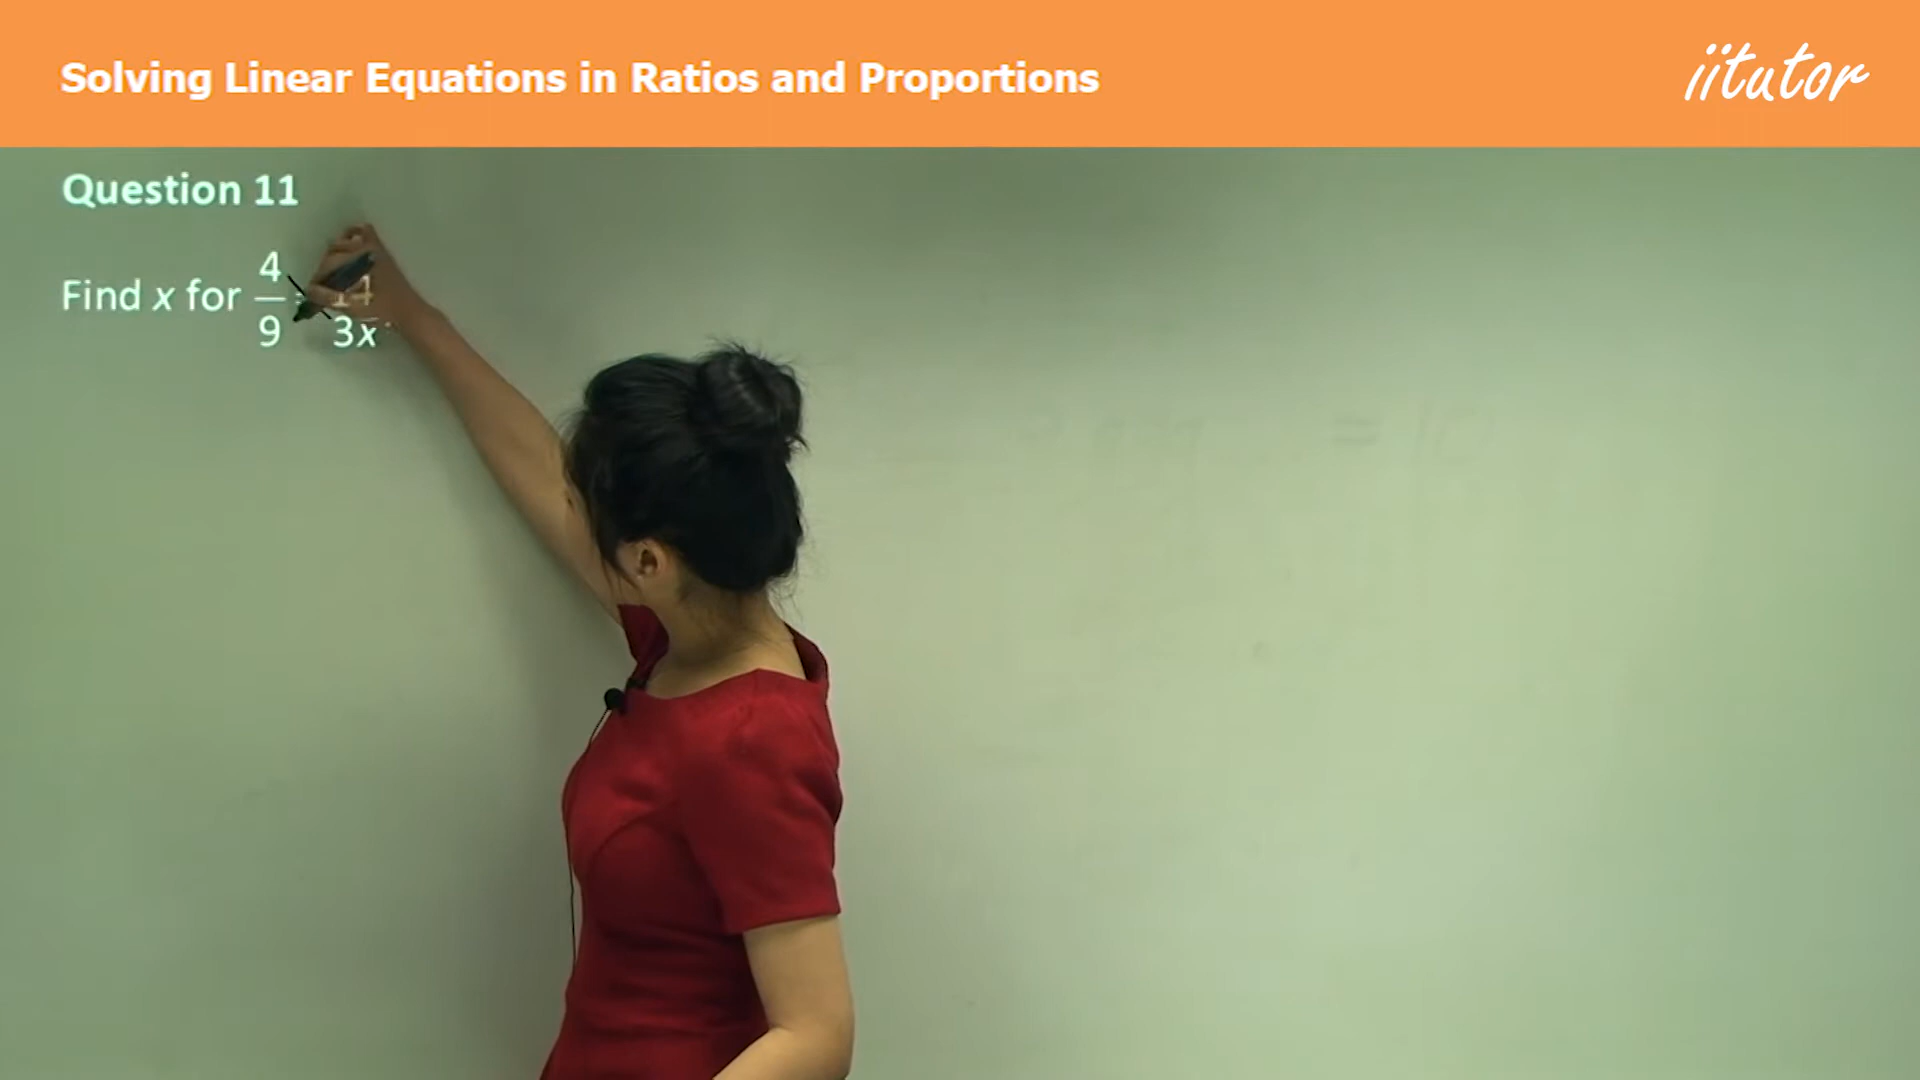 Solving Linear Equations in Ratios and Proportions
iitutor
Question 11
Find x for 4/9 = 14/3x.